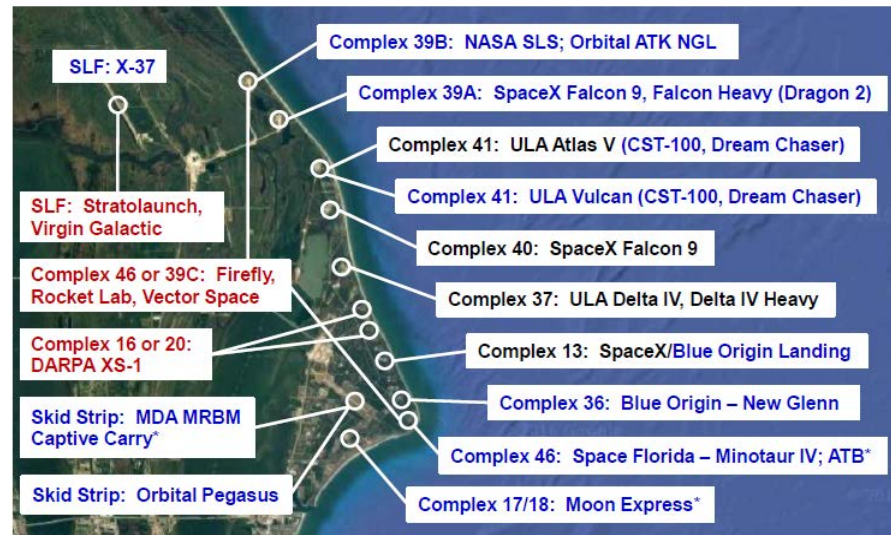 SLF: X-37
Complex 39B: NASA SLS; Orbital ATK NGL
Complex 39A: SpaceX Falcon 9, Falcon Heavy (Dragon 2)
Complex 41: ULA Atlas V (CST-100, Dream Chaser)
Complex 41: ULA Vulcan (CST-100, Dream Chaser)
SLF: Stratolaunch,
Virgin Galactic
Complex 40: SpaceX Falcon 9
Complex 46 or 39C: Firefly,
Rocket Lab, Vector Space
Complex 37: ULA Delta IV, Delta IV Heavy
Complex 16 or 20:
DARPA XS-1
Complex 13: SpaceX/Blue Origin Landing
Skid Strip: MDA MRBM
Captive Carry*
Complex 36: Blue Origin – New Glenn
Complex 46: Space Florida – Minotaur IV; ATB*
Skid Strip: Orbital Pegasus
Complex 17/18: Moon Express*